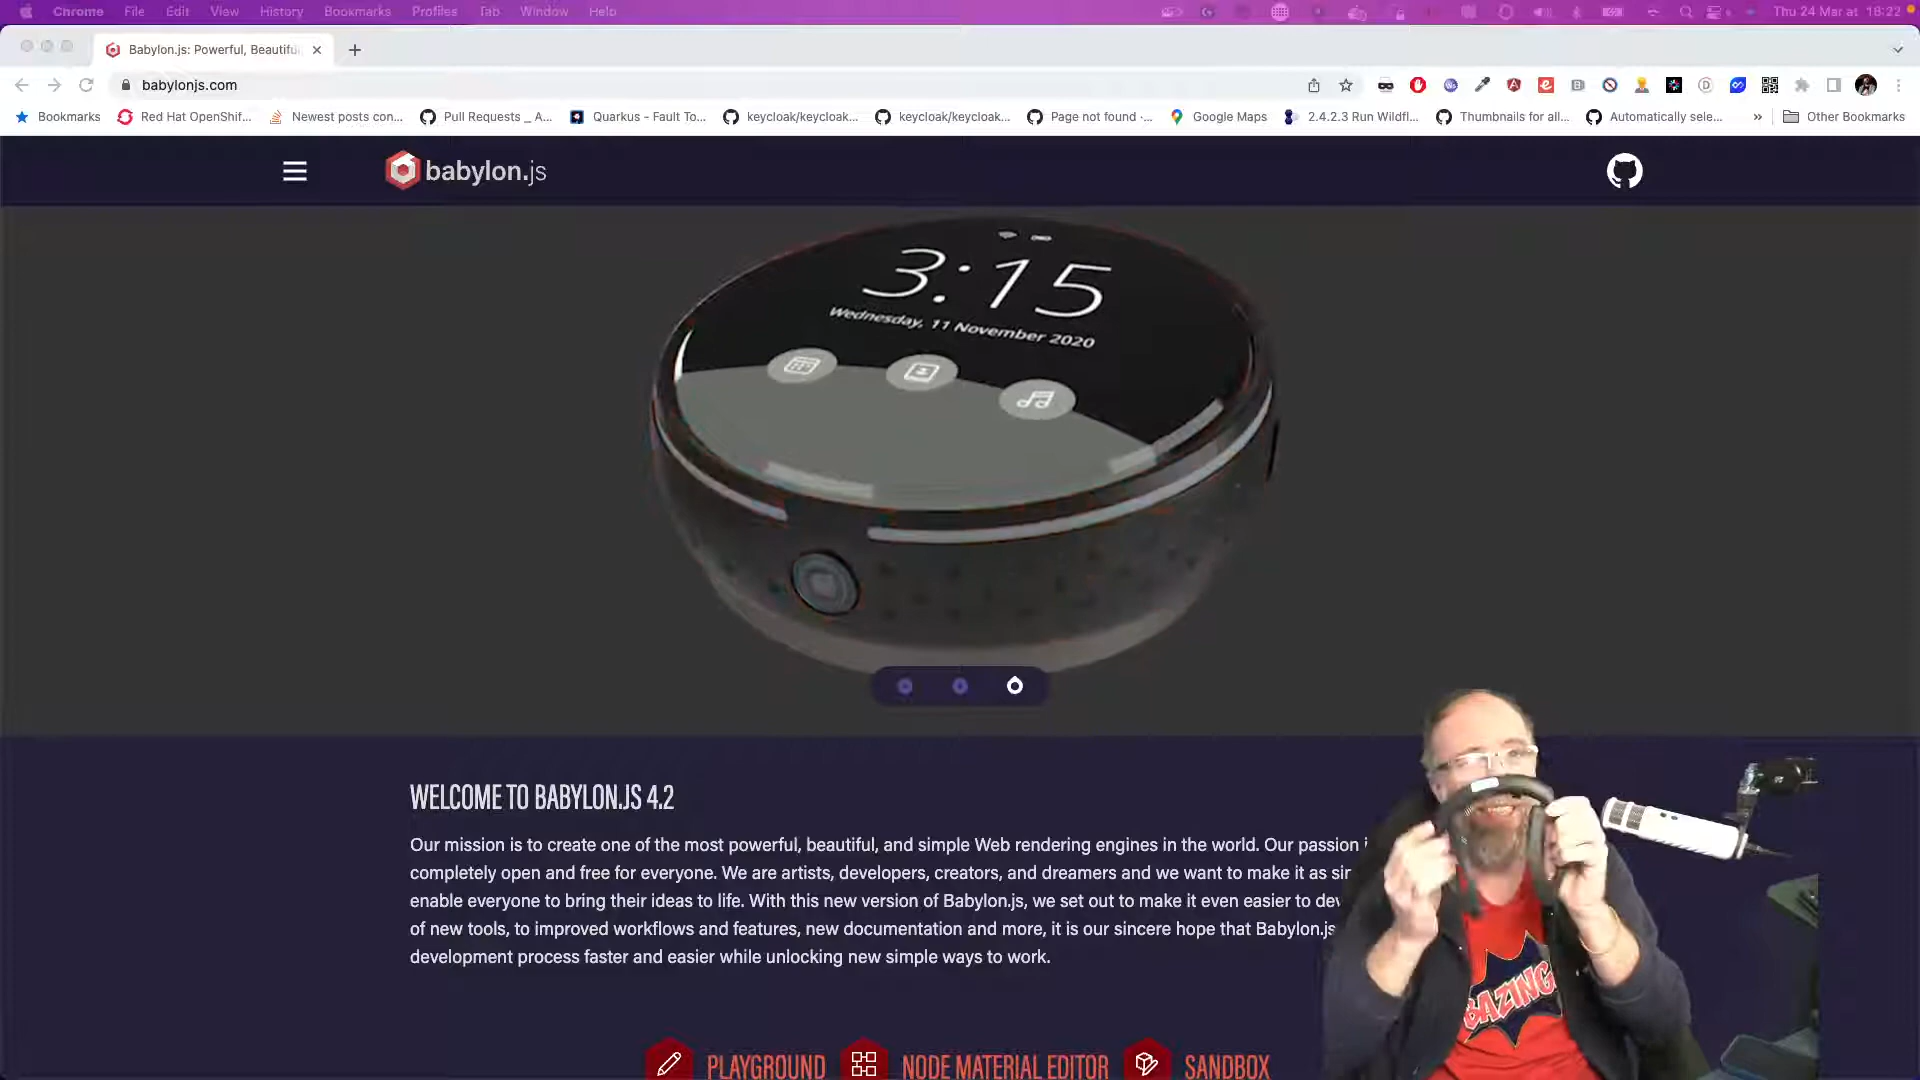 Chrome File Edit View History Bookmarks Profiles Tab Window Help Thu 24 Mar at 18:22
Babylon.js: Powerful, Beautifu
babylonjs.com
Bookmarks Red Hat OpenShif... Newest posts con... Pull Requests _ A... Quarkus - Fault To... keycloak/keycloak... keycloak/keycloak... Page not found ·... Google Maps 2.4.2.3 Run Wildfl... Thumbnails for all... Automatically sele... » Other Bookmarks
babylon.js
3:15
Wednesday, 11 November 2020
WELCOME TO BABYLON.JS 4.2
Our mission is to create one of the most powerful, beautiful, and simple Web rendering engines in the world. Our passion
completely open and free for everyone. We are artists, developers, creators, and dreamers and we want to make it as
enable everyone to bring their ideas to life. With this new version of Babylon.js, we set out to make it even easier to
of new tools, to improved workflows and features, new documentation and more, it is our sincere hope that Babylon.js
development process faster and easier while unlocking new simple ways to work.
BAZING
PLAYGROUND NODE MATERIAL EDITOR SANDBOX